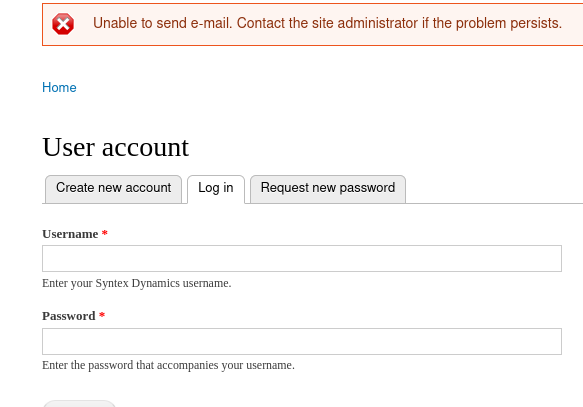 Unable to send e-mail. Contact the site administrator if the problem persists.
Home
User account
Create new account
Log in
Request new password
Username *
Enter your Syntex Dynamics username.
Password *
Enter the password that accompanies your username.